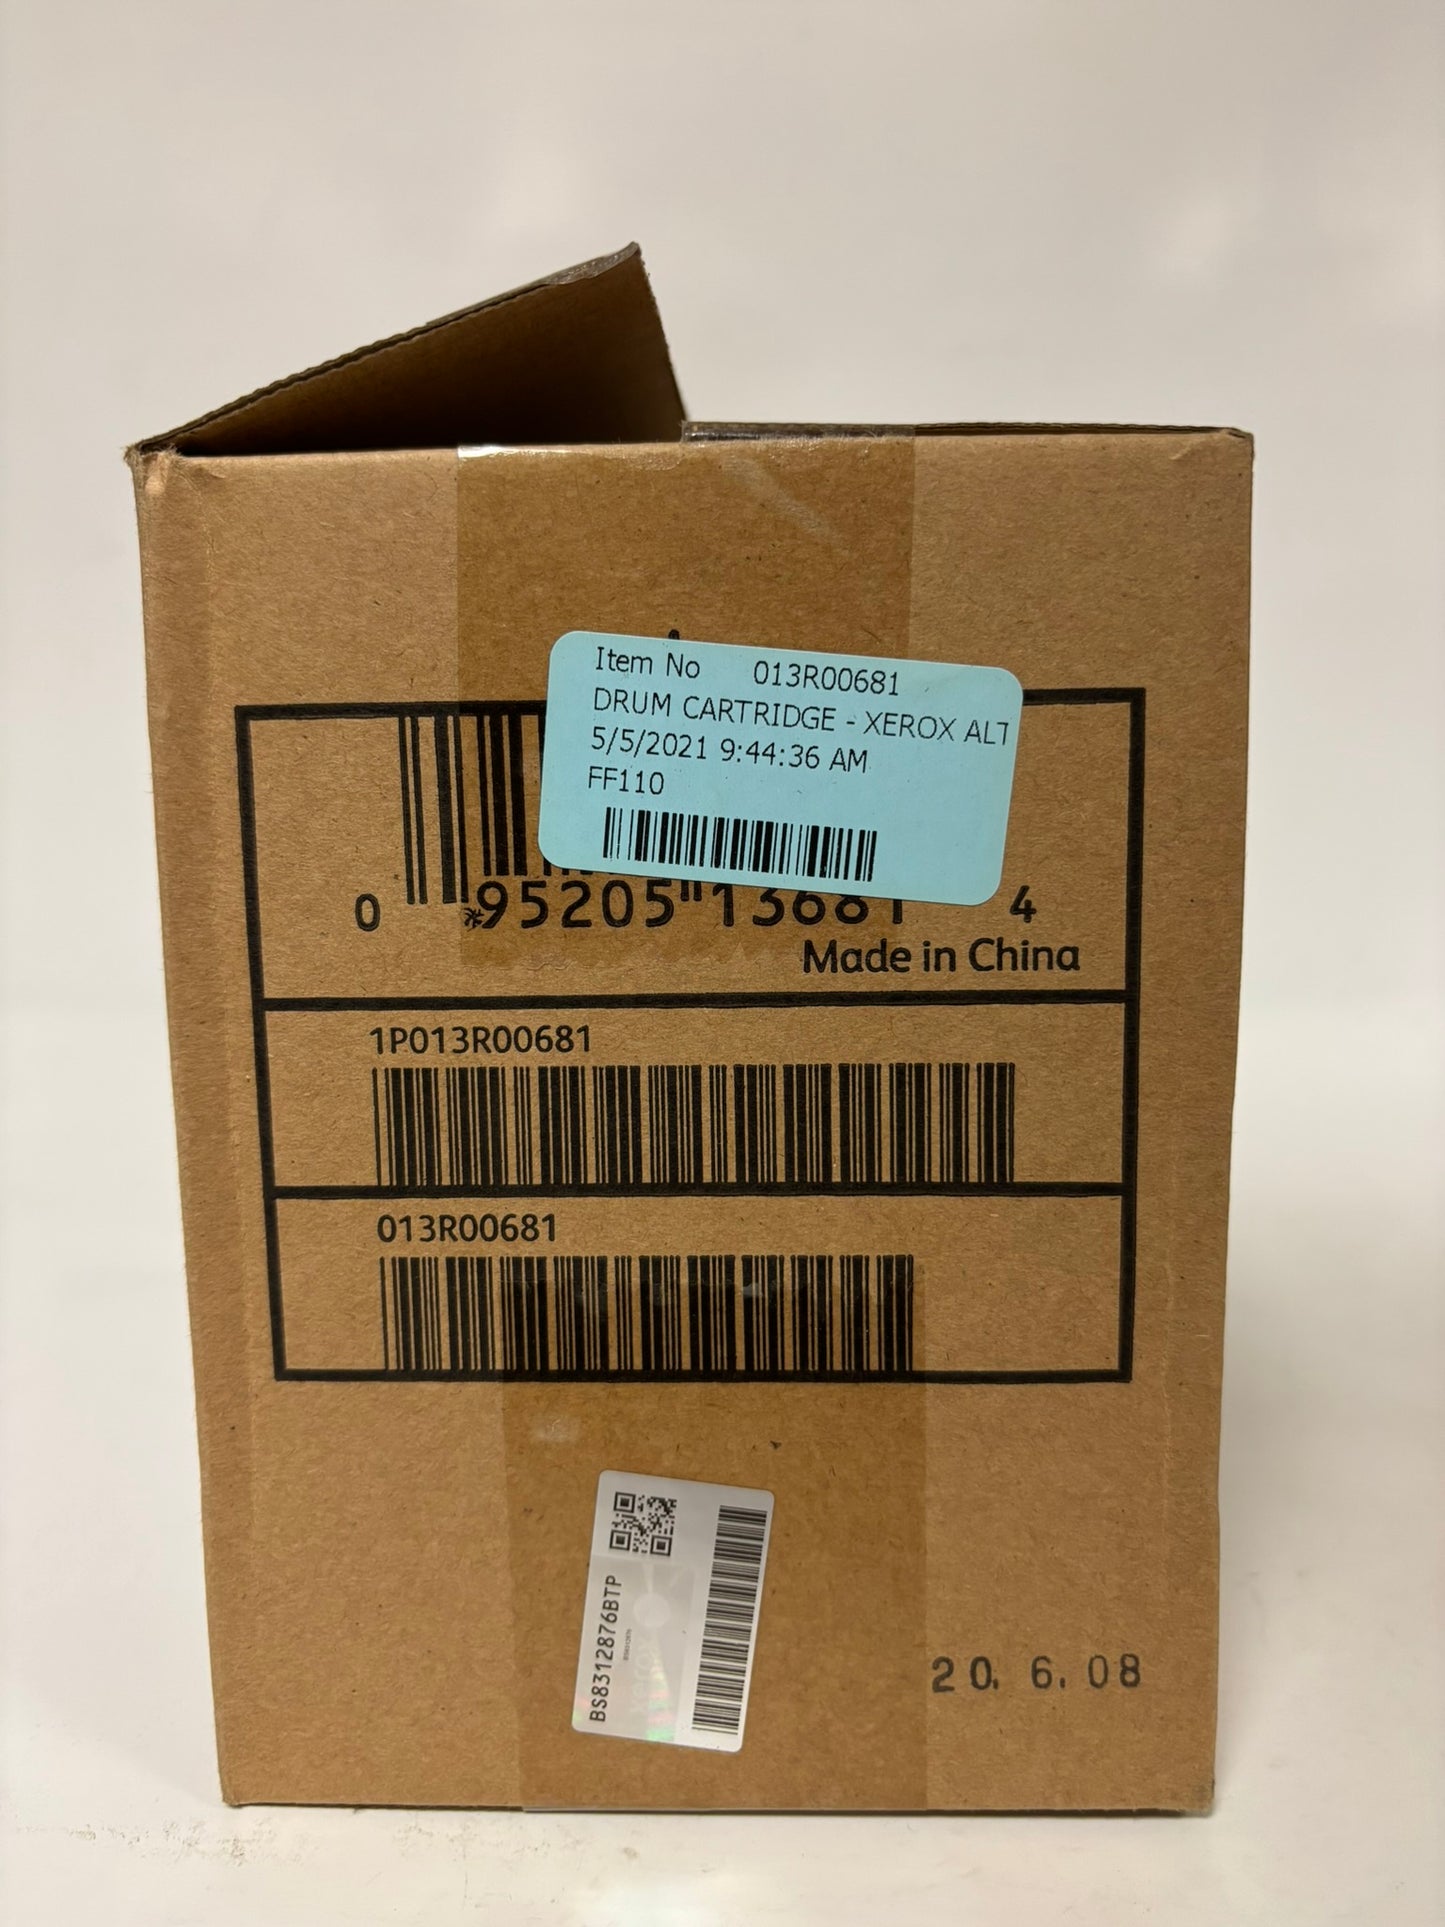 Item No 013R00681
DRUM CARTRIDGE - XEROX ALT
5/5/2021 9:44:36 AM
FF110
0 95205 13681 4
Made in China
1P013R00681
013R00681
BS8312876BTP
xerox
20. 6. 08